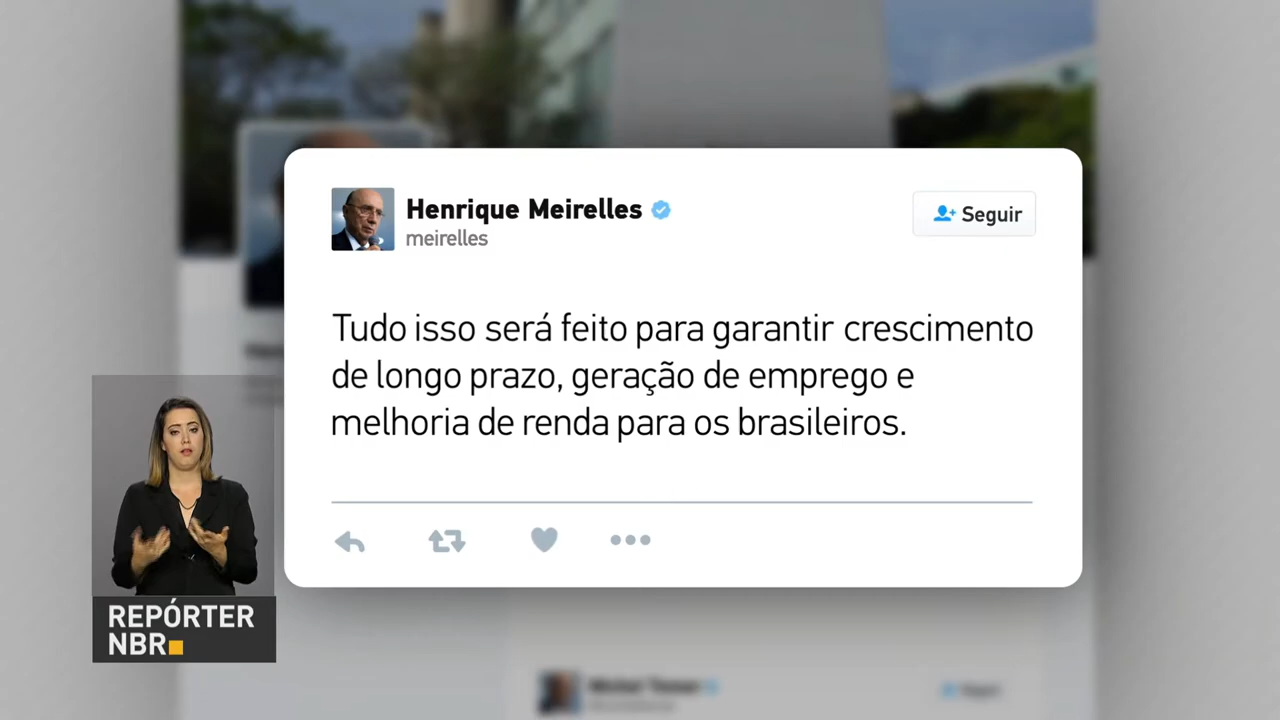 Henrique Meirelles
meirelles
Seguir
Tudo isso será feito para garantir crescimento
de longo prazo, geração de emprego e
melhoria de renda para os brasileiros.
REPÓRTER
NBR